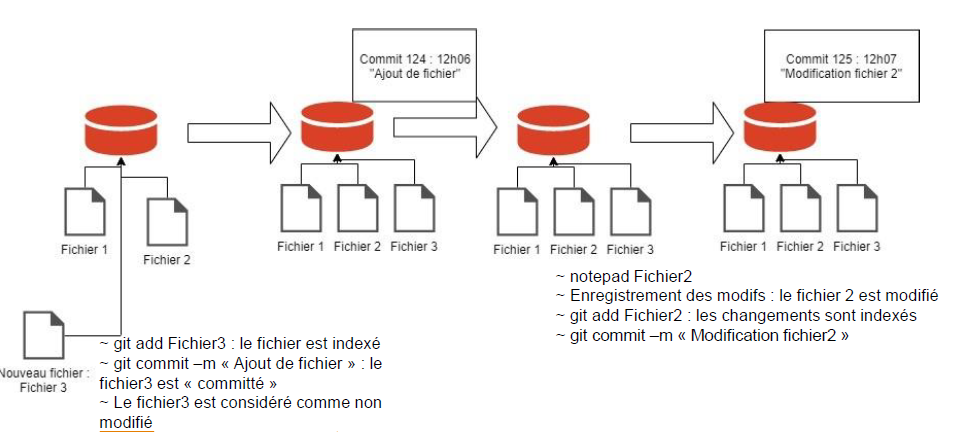 Commit 124 : 12h06
"Ajout de fichier"
Commit 125 : 12h07
"Modification fichier 2"
Fichier 1
Fichier 2
Fichier 1
Fichier 2
Fichier 3
Fichier 1
Fichier 2
Fichier 3
Fichier 1
Fichier 2
Fichier 3
Nouveau fichier :
Fichier 3
~ git add Fichier3 : le fichier est indexé
~ git commit –m « Ajout de fichier » : le
fichier3 est « committé »
~ Le fichier3 est considéré comme non
modifié
~ notepad Fichier2
~ Enregistrement des modifs : le fichier 2 est modifié
~ git add Fichier2 : les changements sont indexés
~ git commit –m « Modification fichier2 »